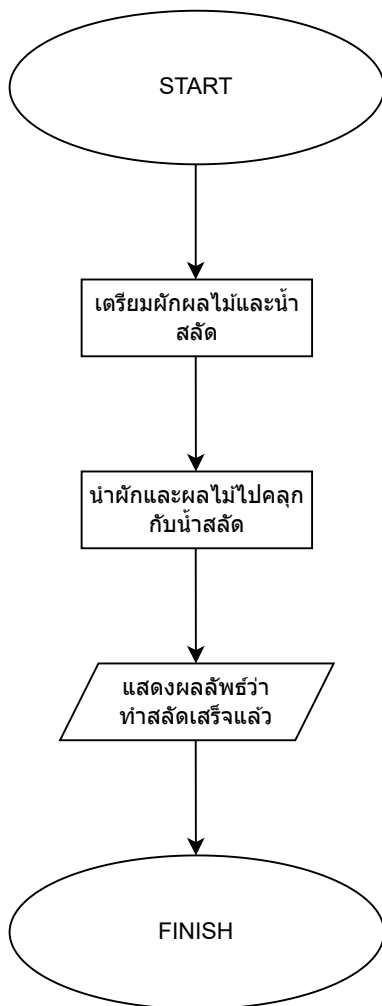 START
เตรียมผักผลไม้และน้ำ
สลัด
นำผักและผลไม้ไปคลุก
กับน้ำสลัด
แสดงผลลัพธ์ว่า
ทำสลัดเสร็จแล้ว
FINISH